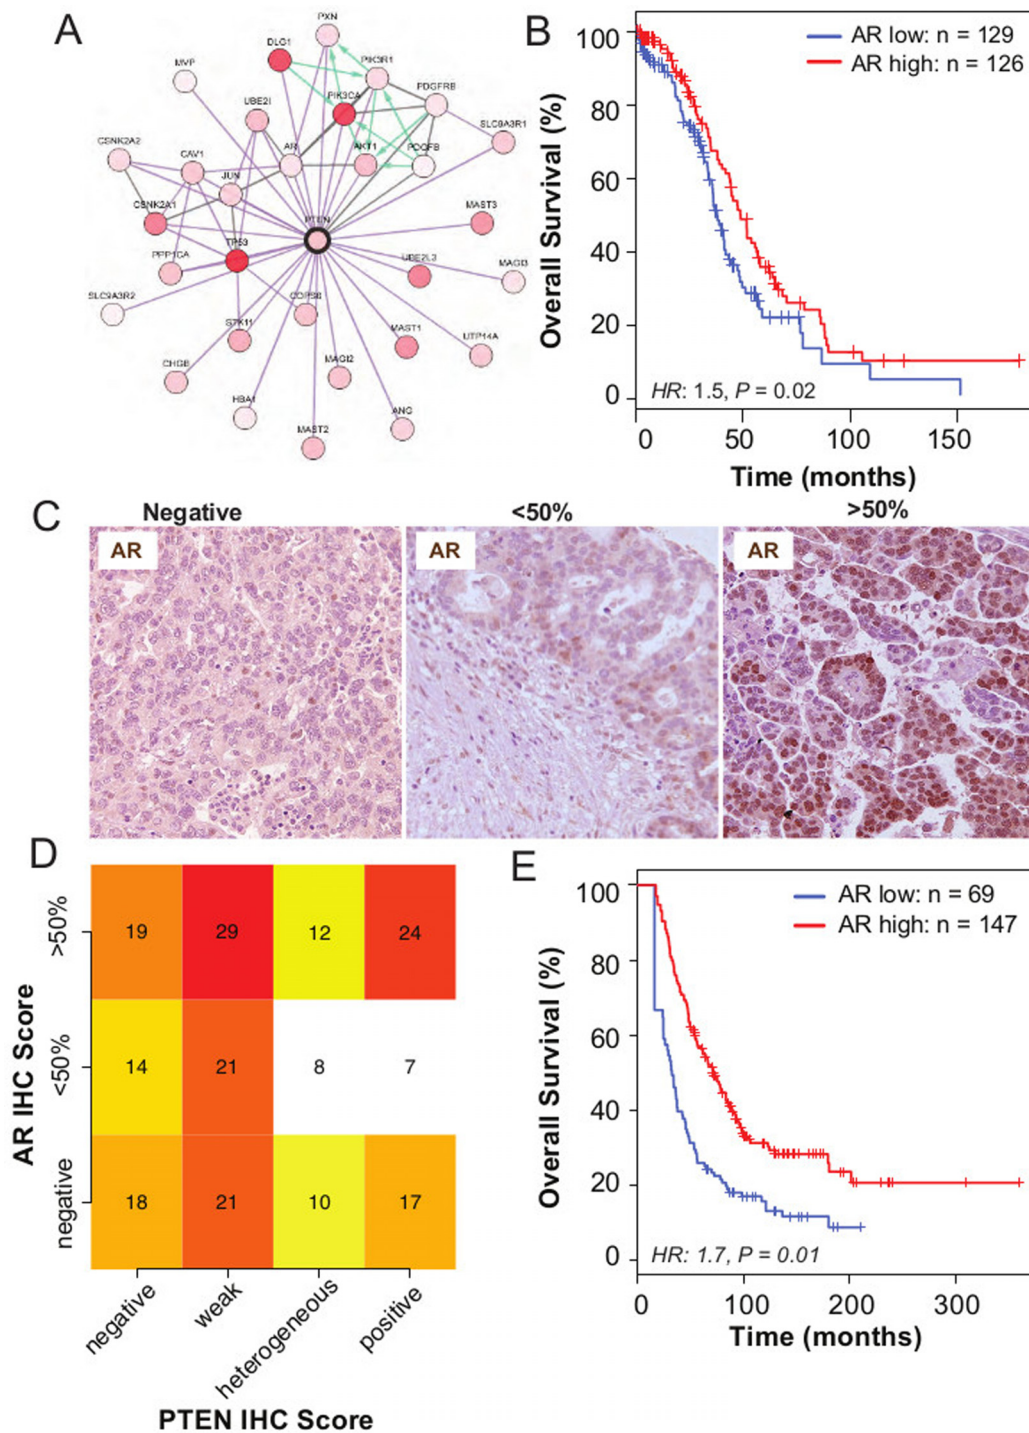 A
PXN
DLG1
MVP
PIK3R1
PIK3CA
PDGFRB
UBE2I
SLC9A3R1
CSNK2A2
CAV1
AR
AKT1
JUN
CSNK2A1
PTEN
MAST3
TP53
PPP1CA
UBE2L3
MAGI3
SLC9A3R2
COPS6
STK11
MAST1
UTP14A
CHGB
MAGI2
HBA1
ANG
MAST2
B
AR low: n = 129
AR high: n = 126
Overall Survival (%)
100
80
60
40
20
0
HR: 1.5, P = 0.02
0 50 100 150
Time (months)
C
Negative <50% >50%
AR AR AR
D
AR IHC Score
>50%
<50%
negative
19 29 12 24
14 21 8 7
18 21 10 17
negative weak heterogeneous positive
PTEN IHC Score
E
AR low: n = 69
AR high: n = 147
Overall Survival (%)
100
80
60
40
20
0
HR: 1.7, P = 0.01
0 100 200 300
Time (months)